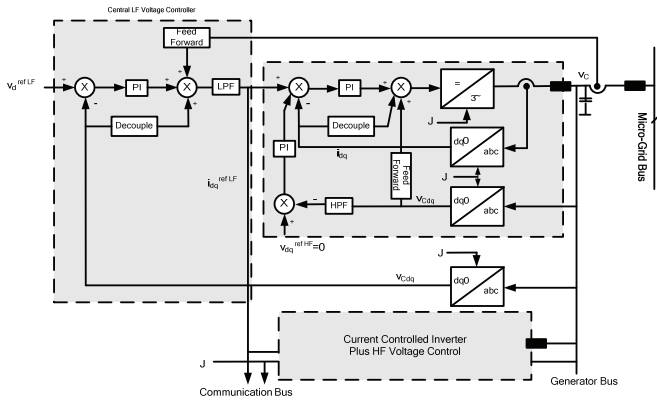 Central LF Voltage Controller
Feed
Forward
v_d^ref LF
+
X
PI
+
+
X
LPF
-
+
Decouple
i_dq^ref LF
+
X
PI
+
X
+
=
3~
v_C
Micro-Grid Bus
+
-
Decouple
+
J
dq0
abc
PI
Feed
Forward
J
X
-
HPF
v_Cdq
dq0
abc
+
v_dq^ref HF=0
J
v_Cdq
dq0
abc
Current Controlled Inverter
Plus HF Voltage Control
J
Communication Bus
Generator Bus